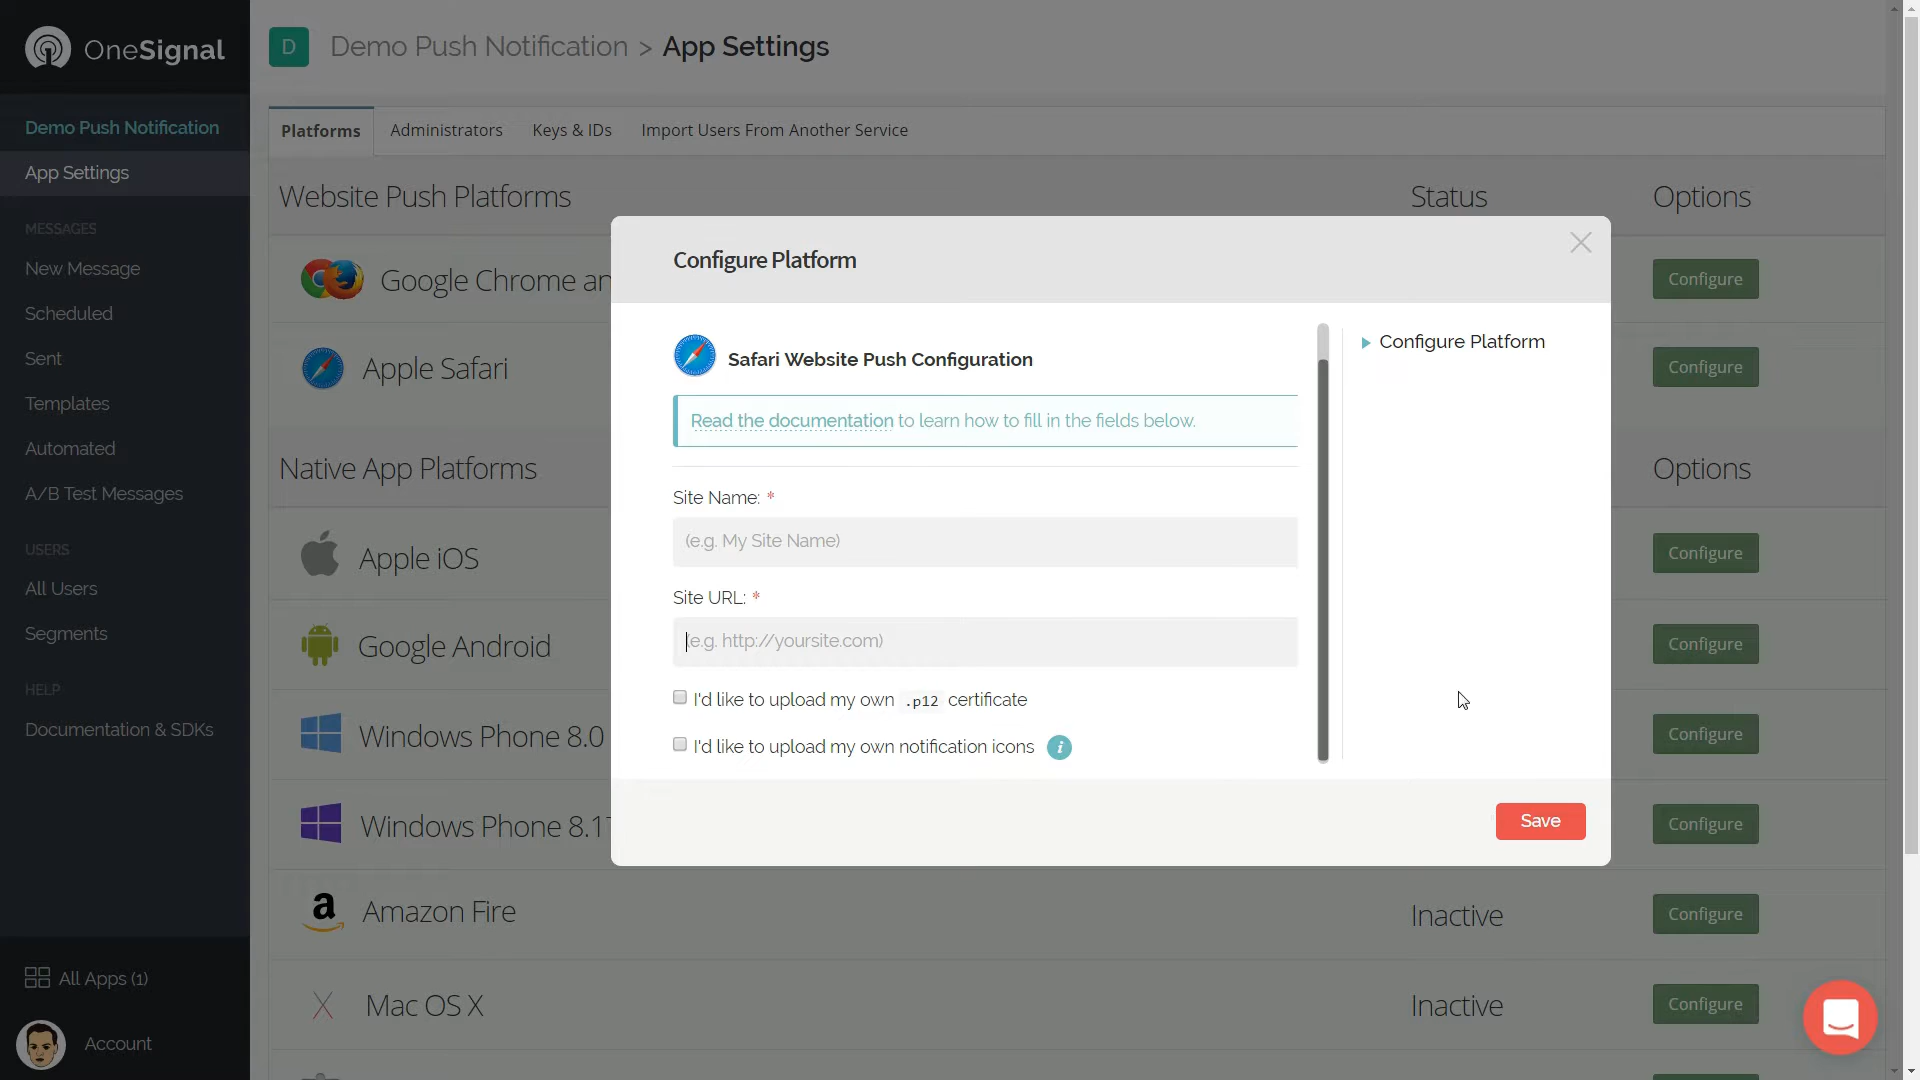 OneSignal
D
Demo Push Notification > App Settings
Demo Push Notification
App Settings
MESSAGES
New Message
Scheduled
Sent
Templates
Automated
A/B Test Messages
USERS
All Users
Segments
HELP
Documentation & SDKs
All Apps (1)
Account
Platforms
Administrators
Keys & IDs
Import Users From Another Service
Website Push Platforms
Status
Options
Google Chrome an
Configure
Apple Safari
Configure
Native App Platforms
Options
Apple iOS
Configure
Google Android
Configure
Windows Phone 8.0
Configure
Windows Phone 8.1
Configure
a Amazon Fire
Inactive
Configure
X Mac OS X
Inactive
Configure
Configure Platform
Safari Website Push Configuration
Read the documentation to learn how to fill in the fields below.
Site Name: *
(e.g. My Site Name)
Site URL: *
(e.g. http://yoursite.com)
I'd like to upload my own .p12 certificate
I'd like to upload my own notification icons i
Configure Platform
Save